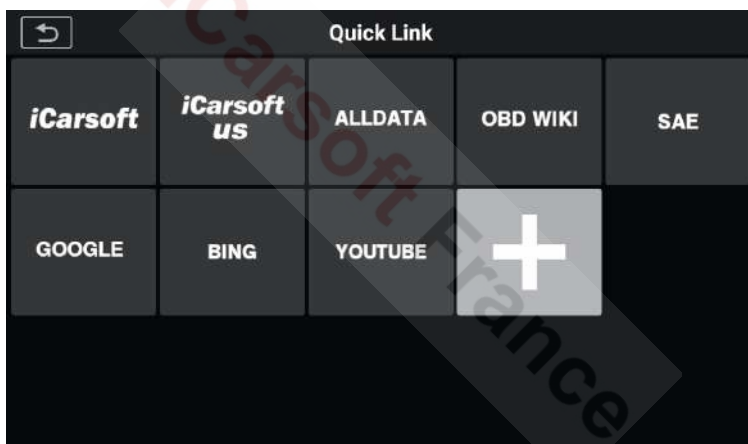 Quick Link
iCarsoft
iCarsoft
us
ALLDATA
OBD WIKI
SAE
GOOGLE
BING
YOUTUBE
iCarsoft France